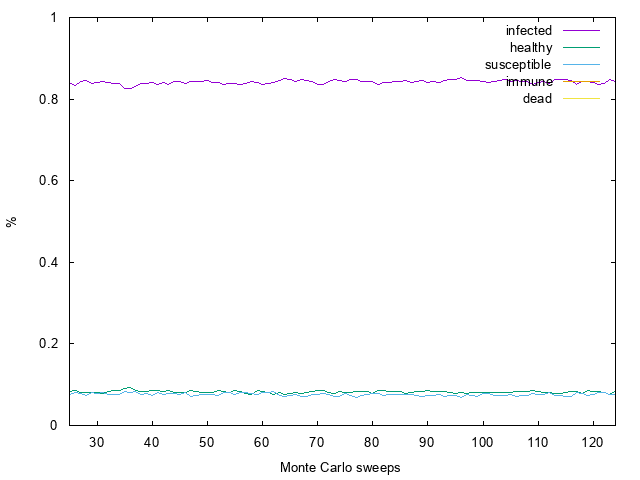 1
infected
healthy
susceptible
immune
0.8
dead
0.6
%
0.4
0.2
0
30 40 50 60 70 80 90 100 110 120
Monte Carlo sweeps